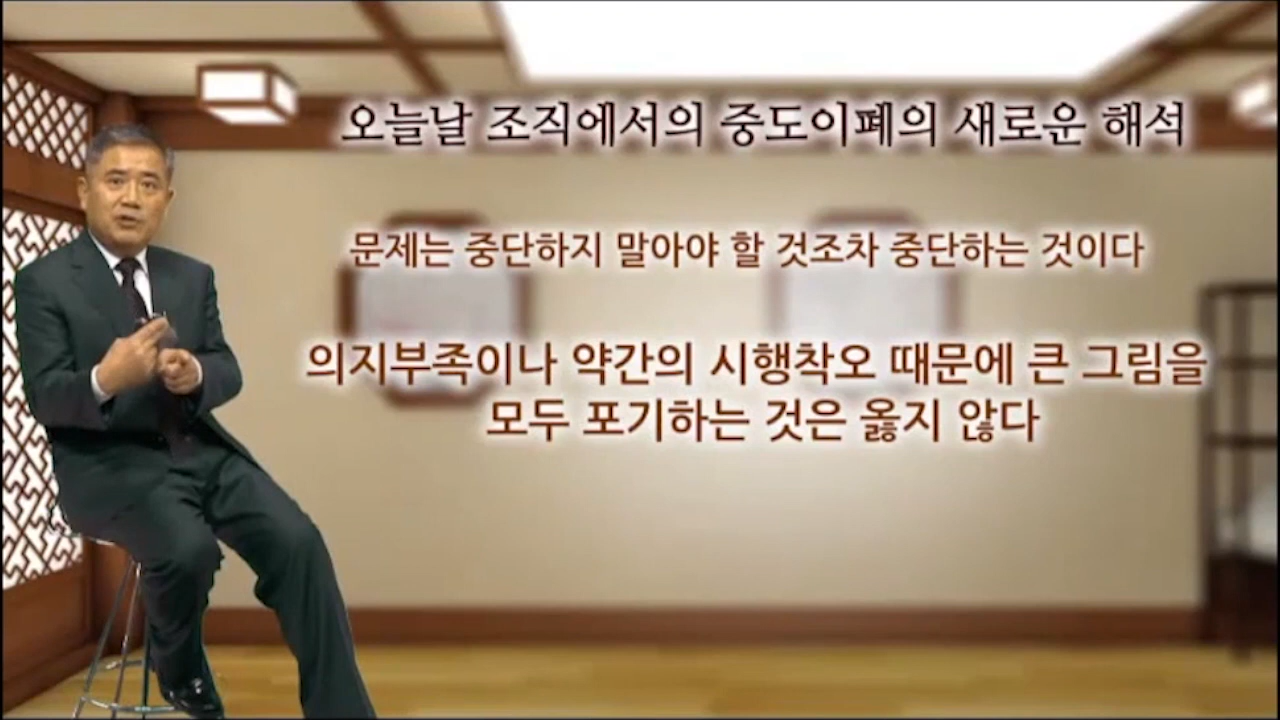 오늘날 조직에서의 중도이폐의 새로운 해석
문제는 중단하지 말아야 할 것조차 중단하는 것이다
의지부족이나 약간의 시행착오 때문에 큰 그림을
모두 포기하는 것은 옳지 않다